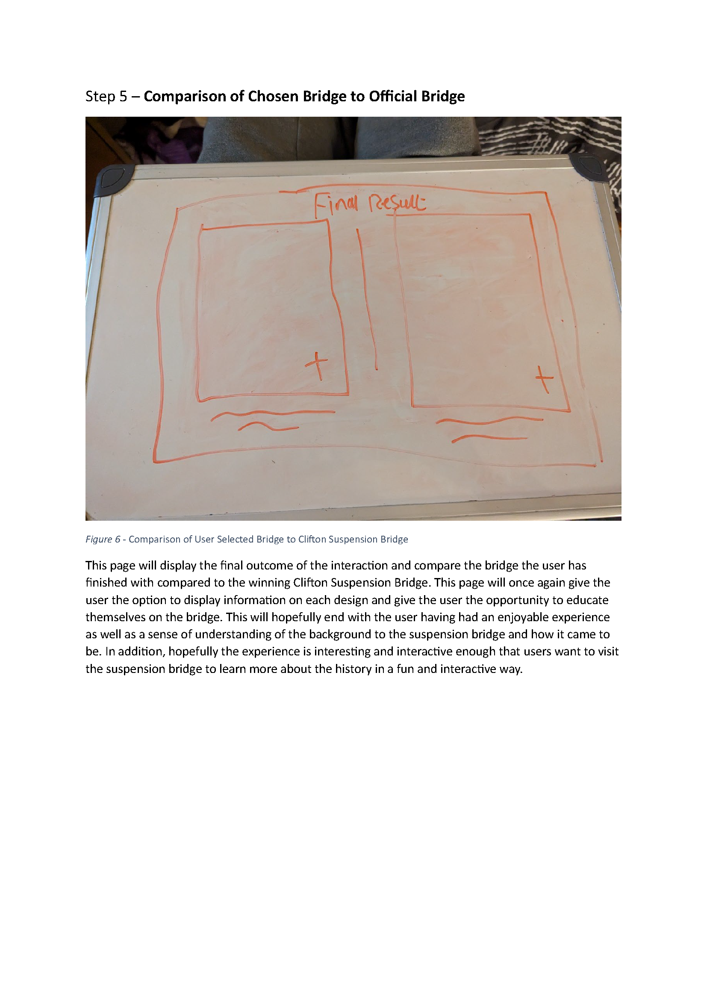 Step 5 – Comparison of Chosen Bridge to Official Bridge
Final Result
Figure 6 - Comparison of User Selected Bridge to Clifton Suspension Bridge
This page will display the final outcome of the interaction and compare the bridge the user has
finished with compared to the winning Clifton Suspension Bridge. This page will once again give the
user the option to display information on each design and give the user the opportunity to educate
themselves on the bridge. This will hopefully end with the user having had an enjoyable experience
as well as a sense of understanding of the background to the suspension bridge and how it came to
be. In addition, hopefully the experience is interesting and interactive enough that users want to visit
the suspension bridge to learn more about the history in a fun and interactive way.